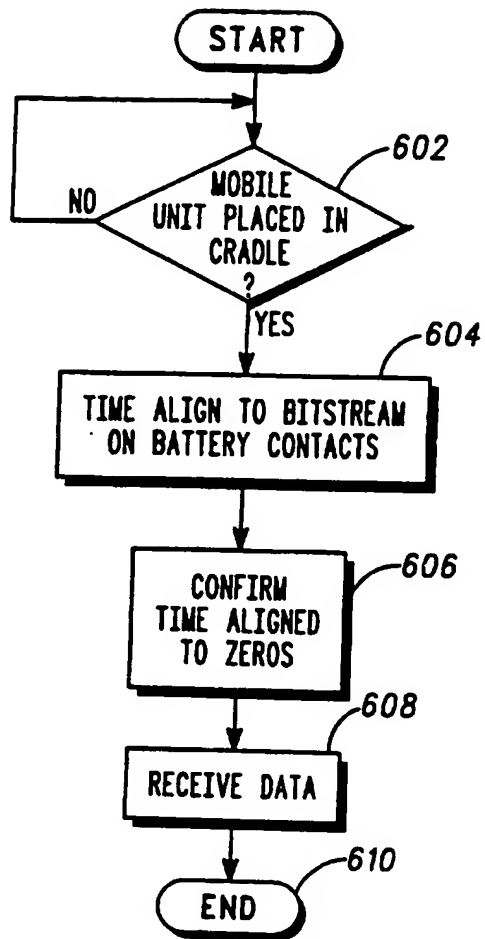 START
602
MOBILE
UNIT PLACED IN
CRADLE
?
NO
YES
604
TIME ALIGN TO BITSTREAM
ON BATTERY CONTACTS
606
CONFIRM
TIME ALIGNED
TO ZEROS
608
RECEIVE DATA
610
END